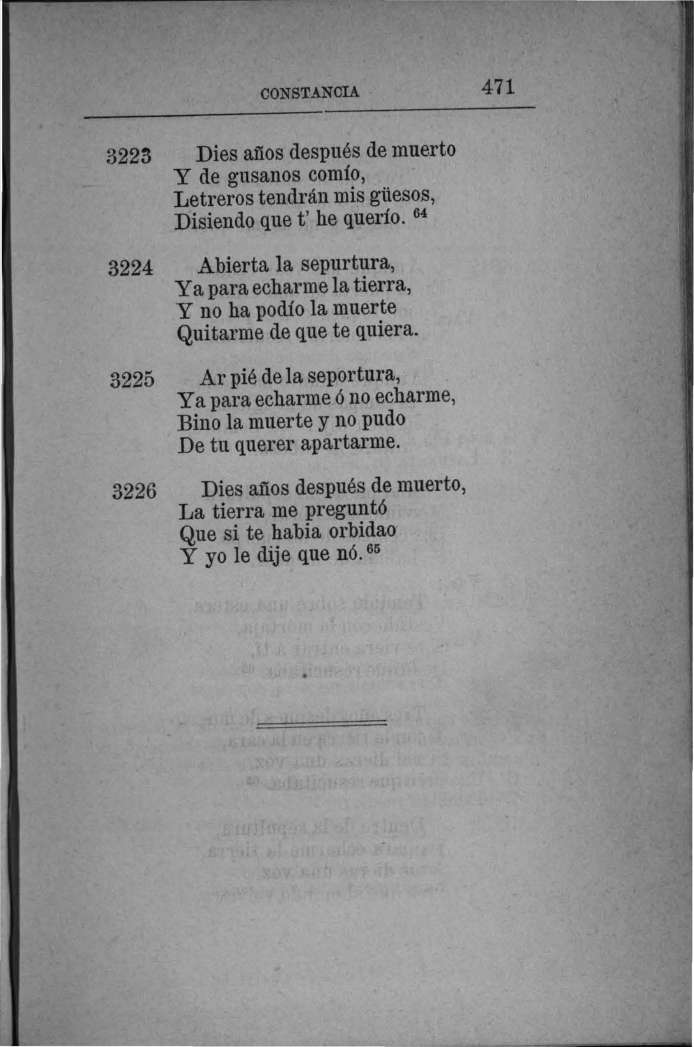 CONSTANCIA 471
3223 Dies años después de muerto
Y de gusanos comío,
Letreros tendrán mis güesos,
Disiendo que t' he querío. 64
3224 Abierta la sepurtura,
Ya para echarme la tierra,
Y no ha podío la muerte
Quitarme de que te quiera.
3225 Ar pié de la seportura,
Ya para echarme ó no echarme,
Bino la muerte y no pudo
De tu querer apartarme.
3226 Dies años después de muerto,
La tierra me preguntó
Que si te habia orbidao
Y yo le dije que nó. 65